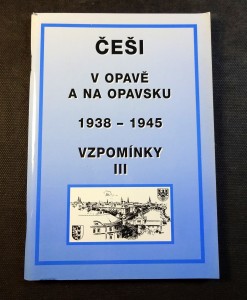 ČEŠI
V OPAVĚ
A NA OPAVSKU
1938 – 1945
VZPOMÍNKY
III